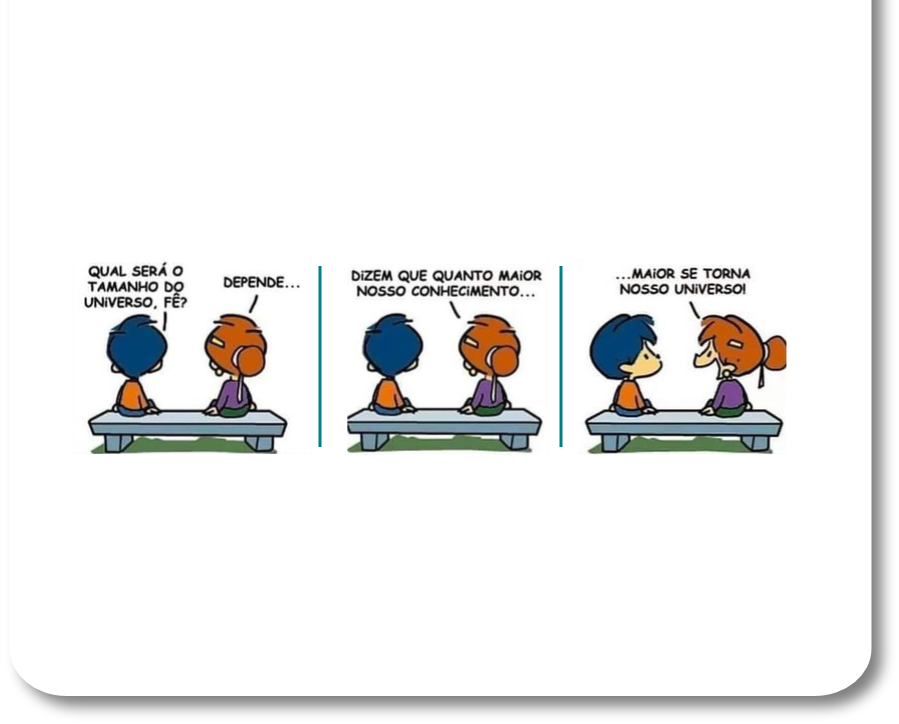 QUAL SERÁ O
TAMANHO DO
UNIVERSO, FÊ?
DEPENDE...
DIZEM QUE QUANTO MAIOR
NOSSO CONHECIMENTO...
...MAIOR SE TORNA
NOSSO UNIVERSO!